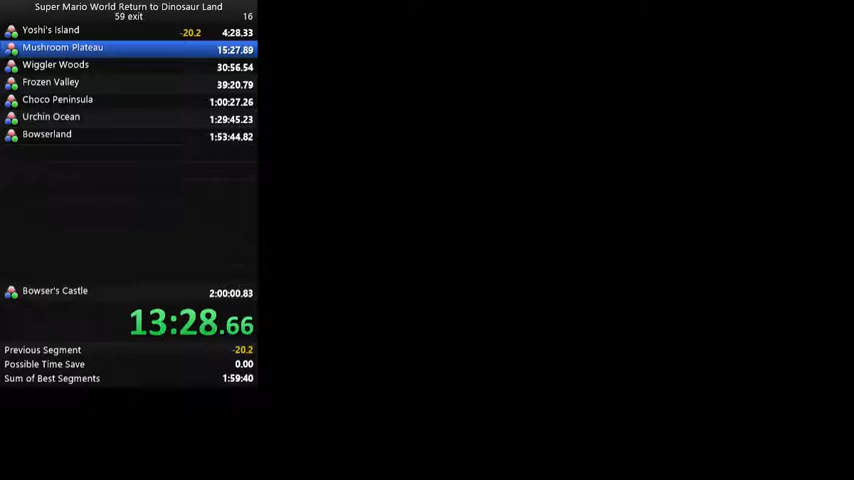 Super Mario World Return to Dinosaur Land
59 exit 16
Yoshi's Island -20.2 4:28.33
Mushroom Plateau 15:27.89
Wiggler Woods 30:56.54
Frozen Valley 39:20.79
Choco Peninsula 1:00:27.26
Urchin Ocean 1:29:45.23
Bowserland 1:53:44.82
Bowser's Castle 2:00:00.83
13:28.66
Previous Segment -20.2
Possible Time Save 0.00
Sum of Best Segments 1:59:40